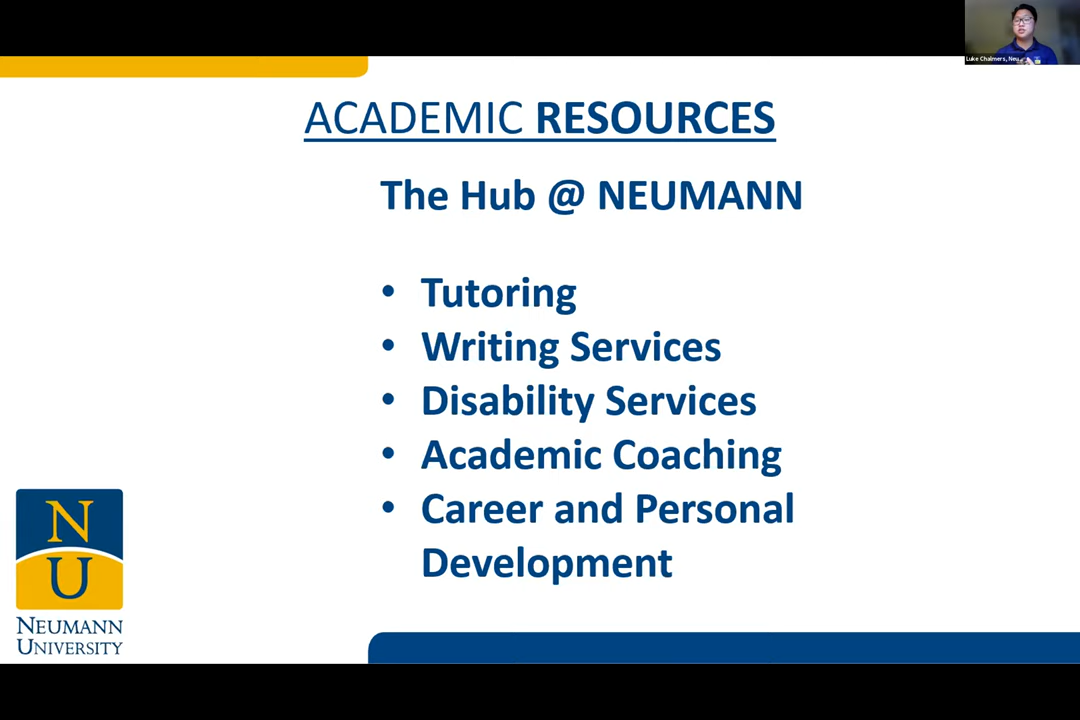 Luke Chalmers, Neu...
ACADEMIC RESOURCES
The Hub @ NEUMANN
• Tutoring
• Writing Services
• Disability Services
• Academic Coaching
• Career and Personal
Development
N
U
NEUMANN
UNIVERSITY